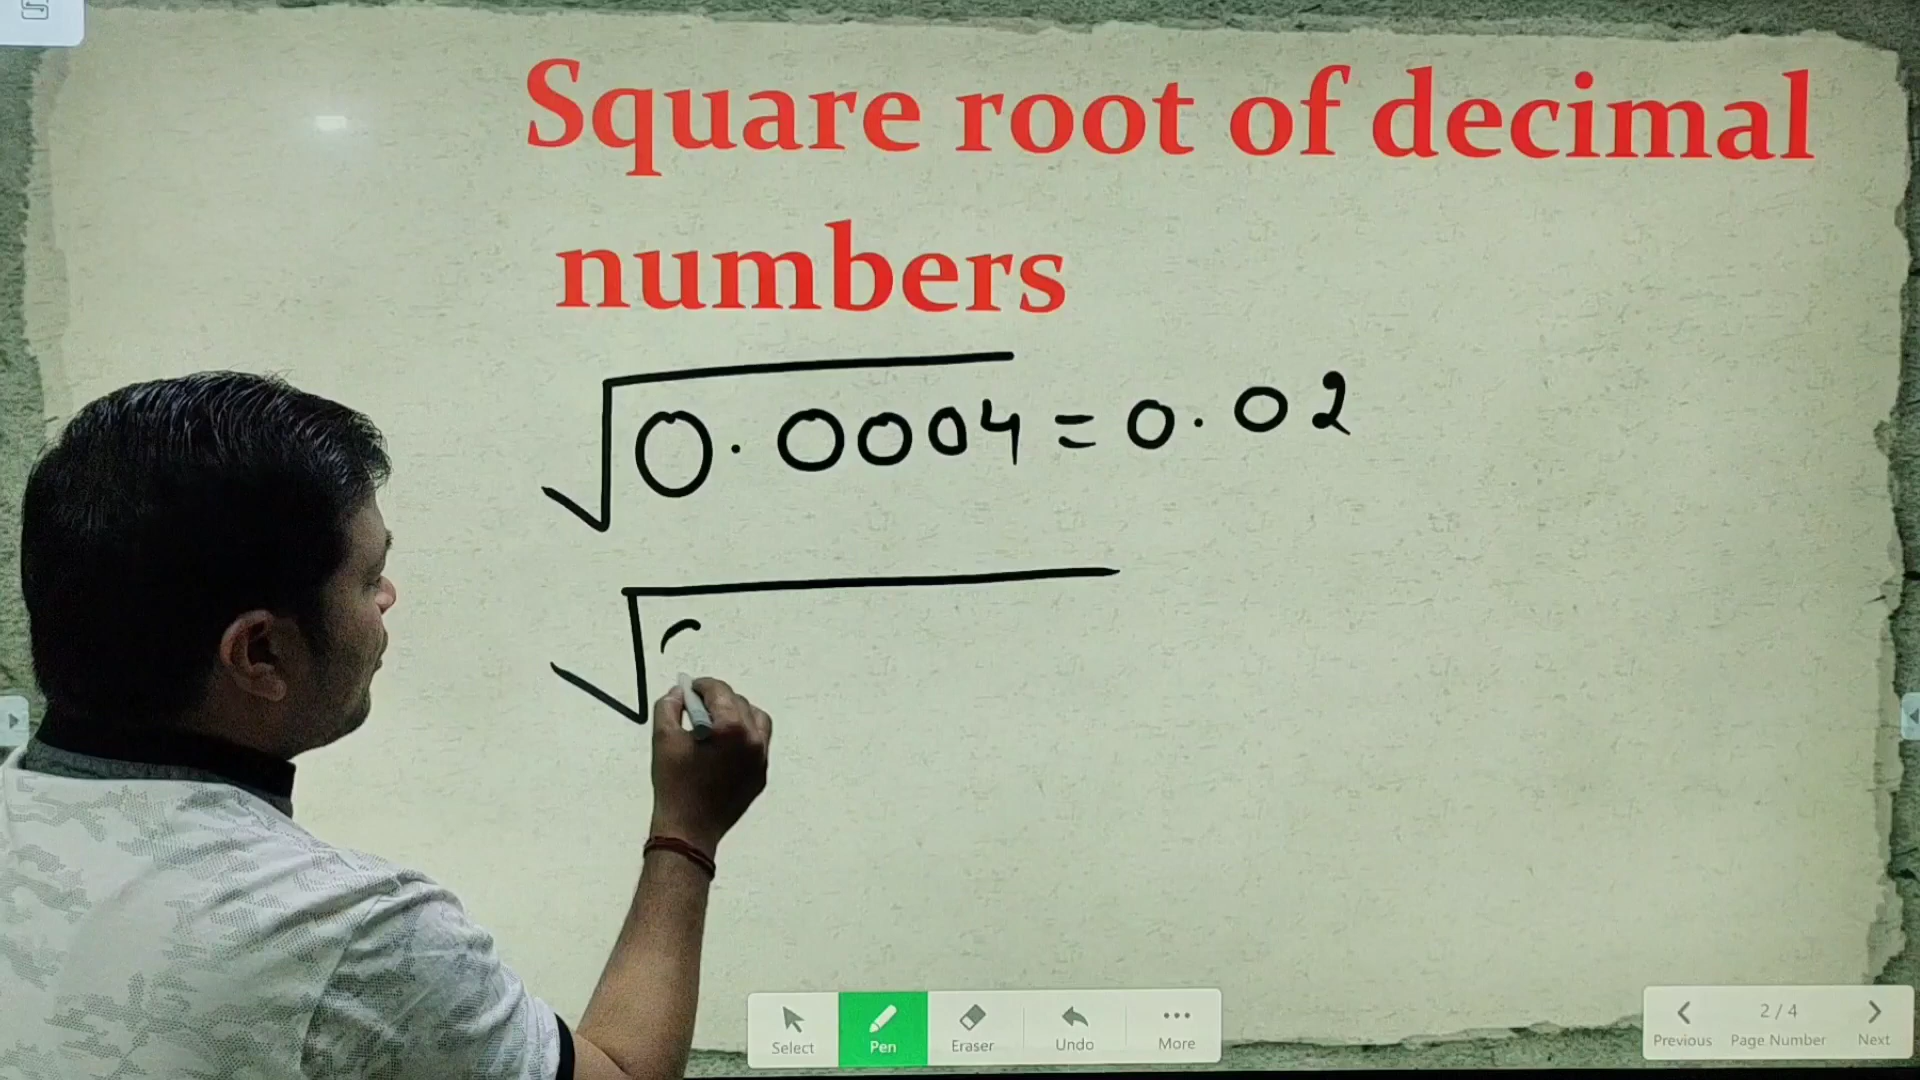 Square root of decimal
numbers
√0.0004 = 0.02
√
Select Pen Eraser Undo More
2 / 4
Previous Page Number Next